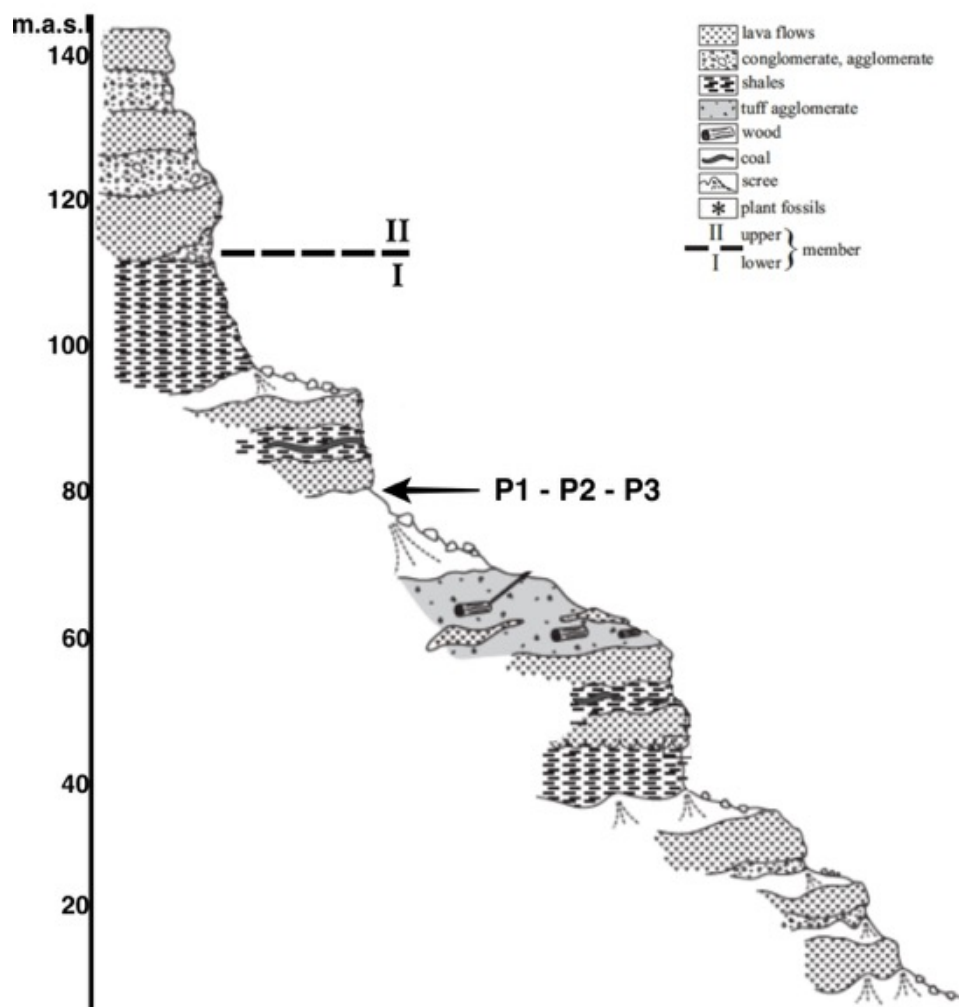 m.a.s.l
140
120
100
80
60
40
20
II
I
P1 - P2 - P3
lava flows
conglomerate, agglomerate
shales
tuff agglomerate
wood
coal
scree
plant fossils
II upper
I lower
} member